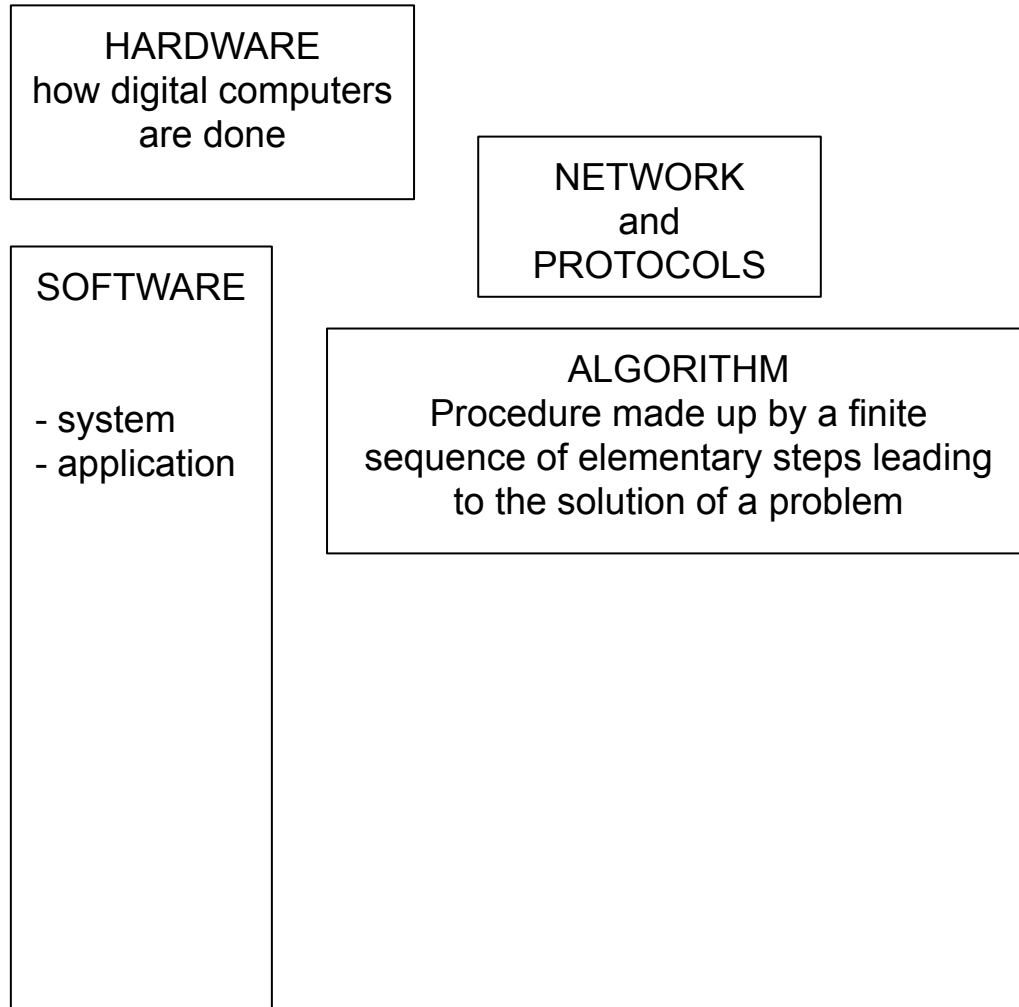 HARDWARE
how digital computers
are done
NETWORK
and
PROTOCOLS
SOFTWARE
- system
- application
ALGORITHM
Procedure made up by a finite
sequence of elementary steps leading
to the solution of a problem